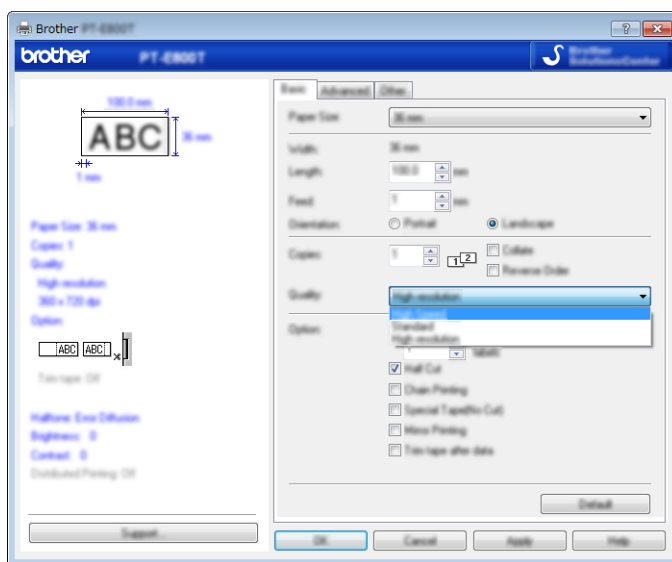 Brother PT-E800T
brother PT-E800T
Brother
SolutionsCenter
100.0 mm
ABC
36 mm
1 mm
Paper Size: 36 mm
Copies: 1
Quality:
High resolution
360 x 720 dpi
Option:
ABC ABC
Trim tape: Off
Halftone: Error Diffusion
Brightness: 0
Contrast: 0
Distributed Printing: Off
Support...
Basic Advanced Other
Paper Size: 36 mm
Width: 36 mm
Length: 100.0 mm
Feed: 1 mm
Orientation: Portrait Landscape
Copies: 1 Collate
Reverse Order
Quality: High resolution
High Speed
Standard
High resolution
Option: 1 labels
Half Cut
Chain Printing
Special Tape(No Cut)
Mirror Printing
Trim tape after data
Default
OK Cancel Apply Help